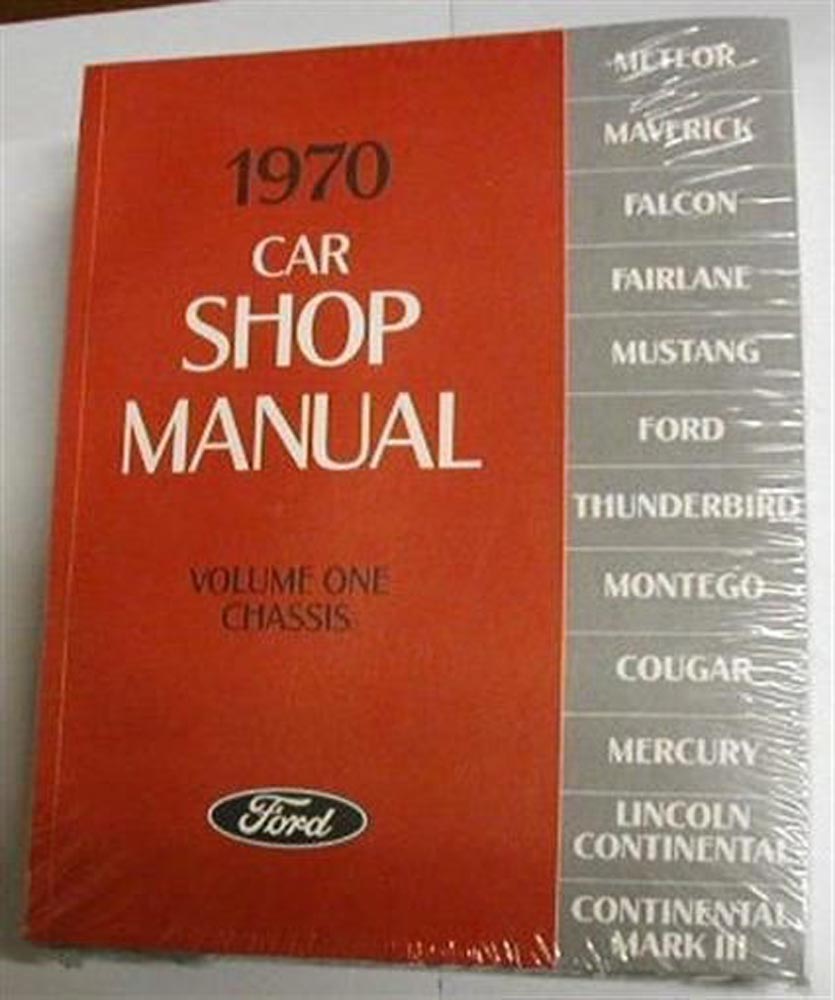 1970
CAR
SHOP
MANUAL
VOLUME ONE
CHASSIS
Ford
METEOR
MAVERICK
FALCON
FAIRLANE
MUSTANG
FORD
THUNDERBIRD
MONTEGO
COUGAR
MERCURY
LINCOLN
CONTINENTAL
CONTINENTAL
MARK III